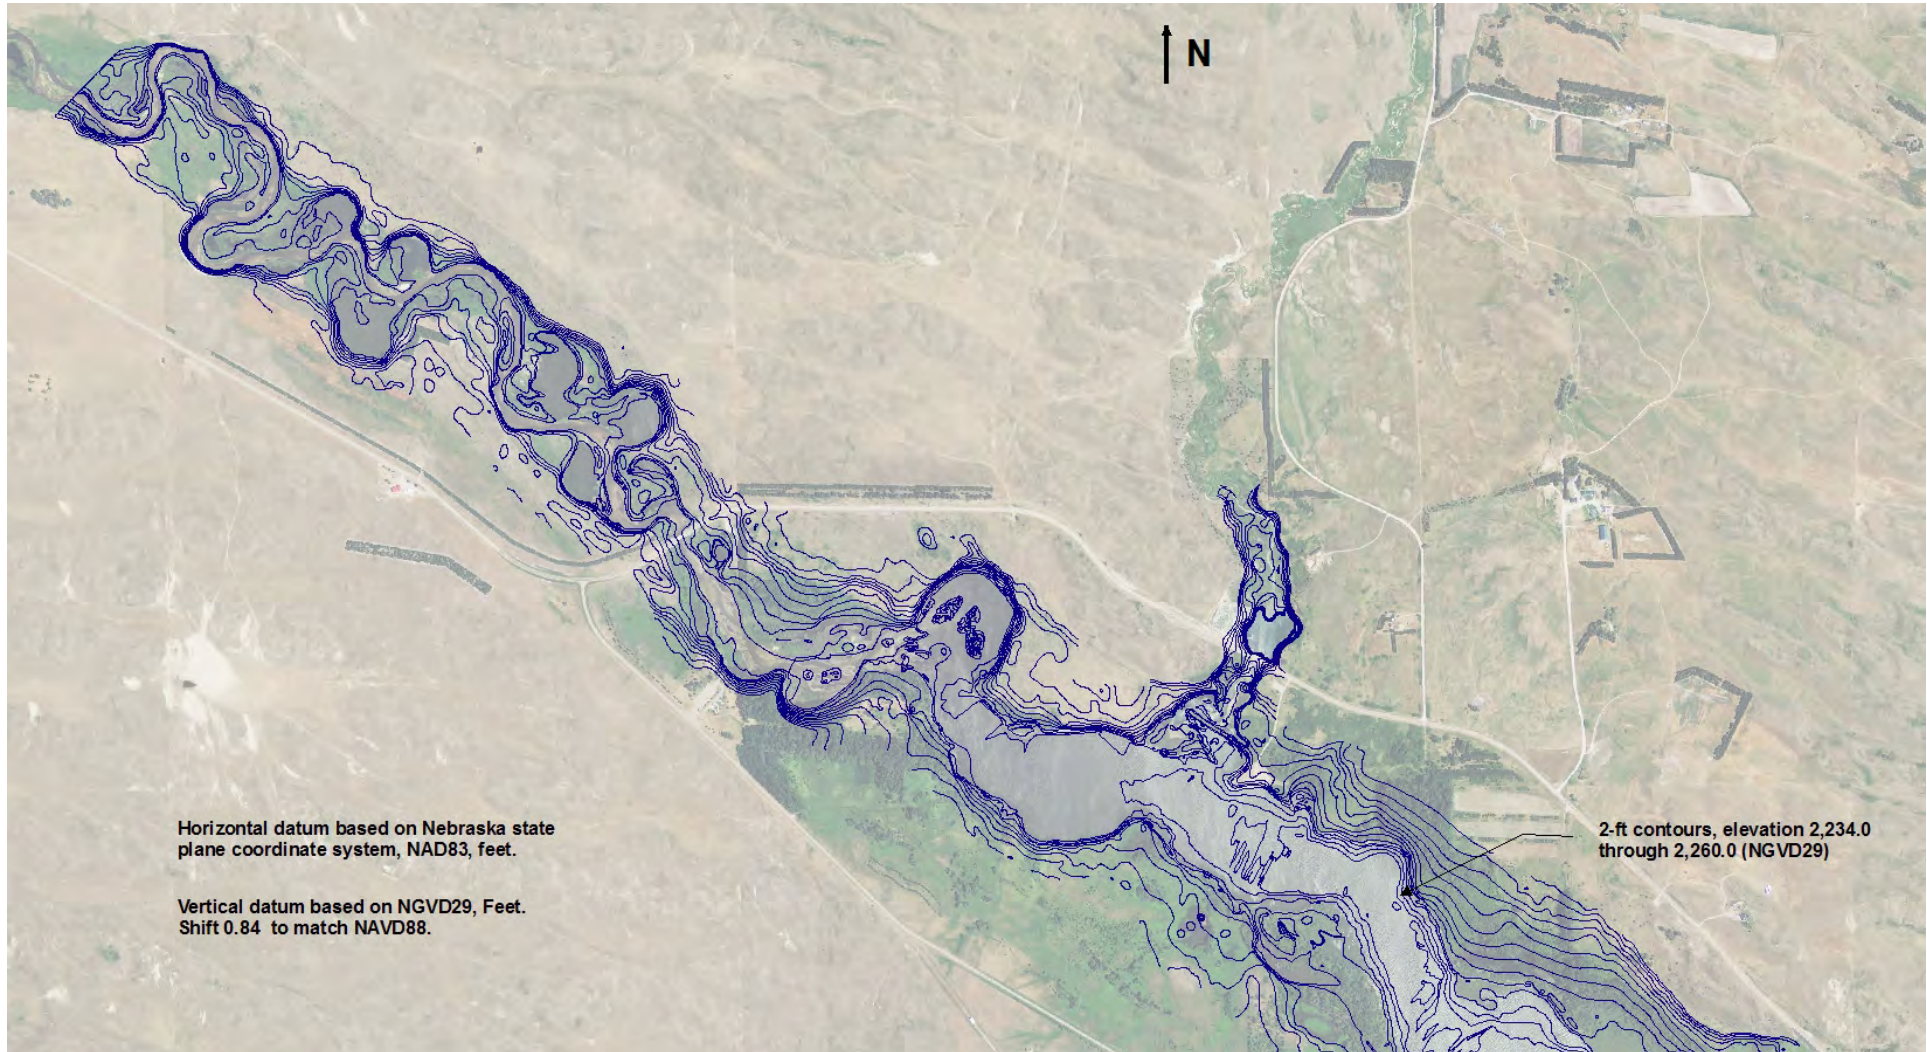 N
Horizontal datum based on Nebraska state
plane coordinate system, NAD83, feet.
Vertical datum based on NGVD29, Feet.
Shift 0.84 to match NAVD88.
2-ft contours, elevation 2,234.0
through 2,260.0 (NGVD29)